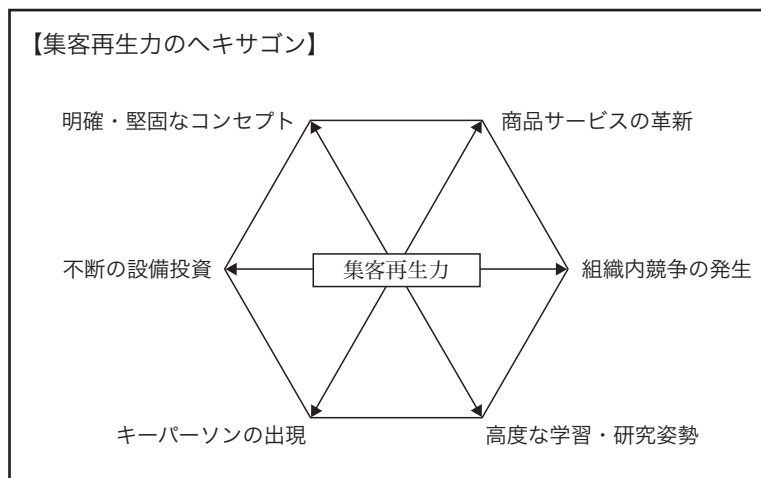 【集客再生力のヘキサゴン】
明確・堅固なコンセプト
商品サービスの革新
不断の設備投資
集客再生力
組織内競争の発生
キーパーソンの出現
高度な学習・研究姿勢